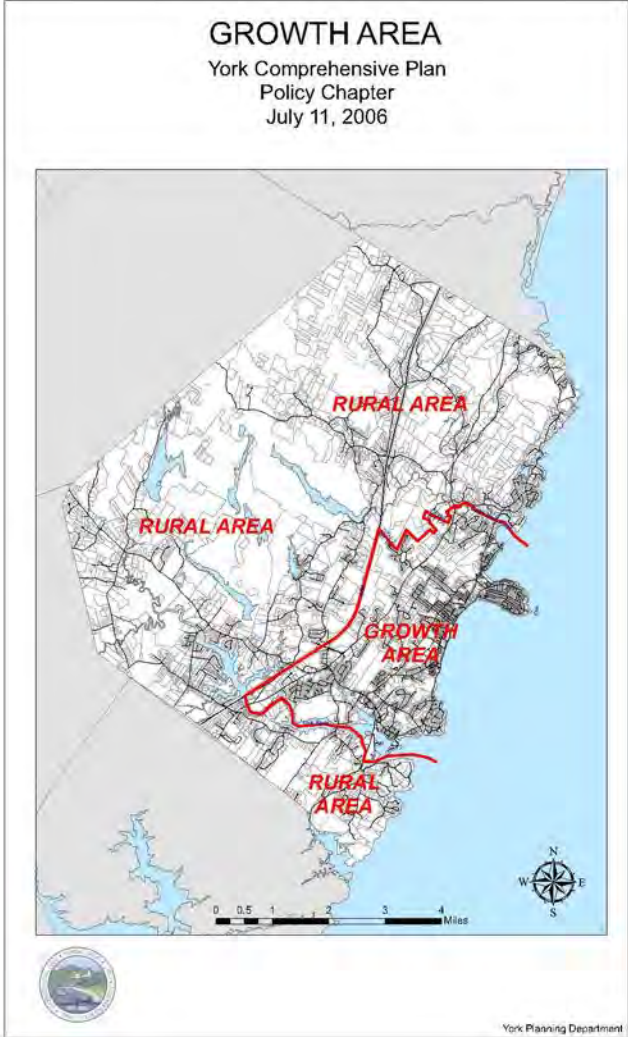 GROWTH AREA
York Comprehensive Plan
Policy Chapter
July 11, 2006
RURAL AREA
RURAL AREA
GROWTH
AREA
RURAL
AREA
N
W E
S
0 0.5 1 2 3 4
Miles
York Planning Department